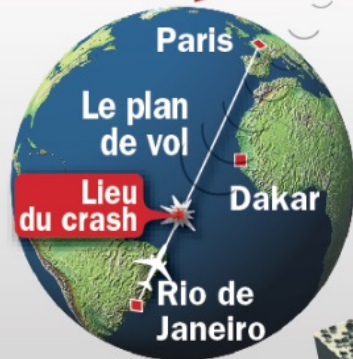 Paris
Le plan
de vol
Lieu
du crash
Dakar
Rio de
Janeiro